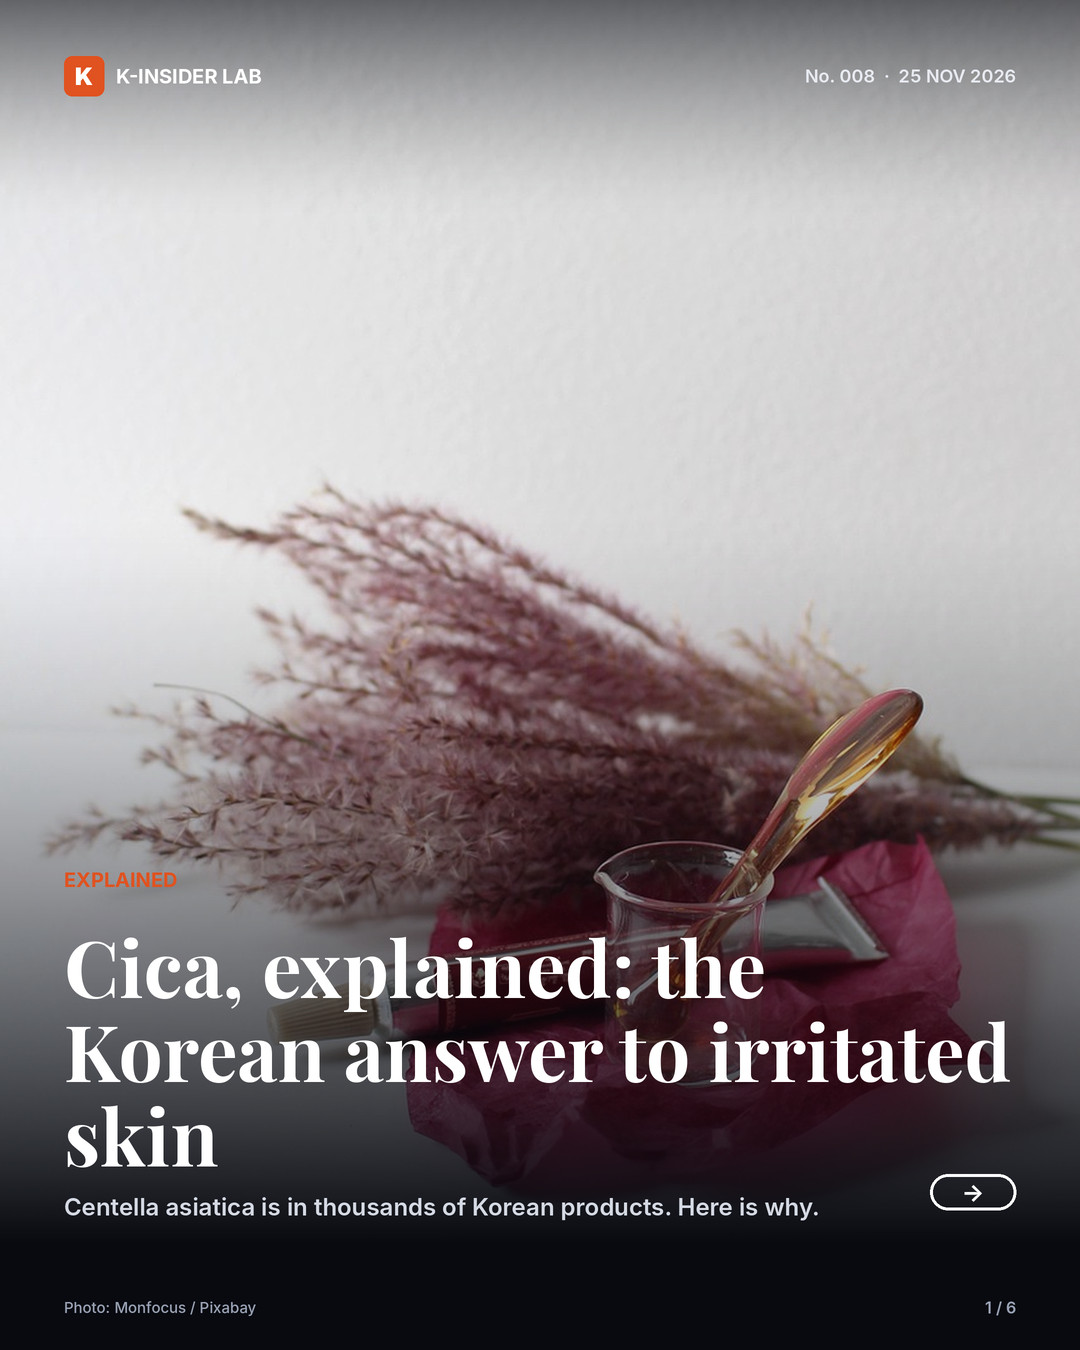 K K-INSIDER LAB
No. 008 · 25 NOV 2026
EXPLAINED
Cica, explained: the
Korean answer to irritated
skin
Centella asiatica is in thousands of Korean products. Here is why.
→
Photo: Monfocus / Pixabay
1 / 6